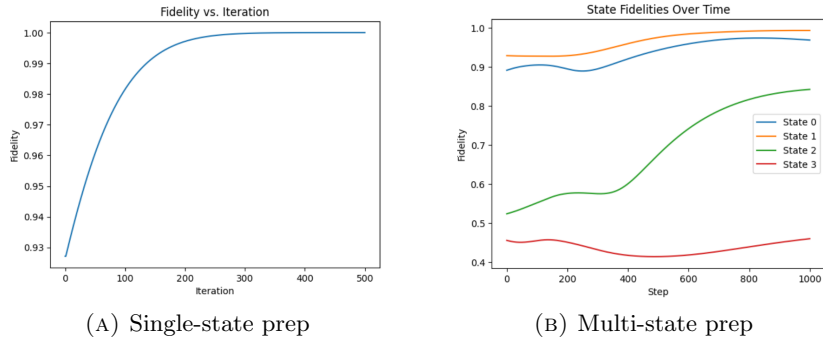 Fidelity vs. Iteration
1.00
0.99
0.98
0.97
0.96
0.95
0.94
0.93
Fidelity
0 100 200 300 400 500
Iteration
(A) Single-state prep
State Fidelities Over Time
1.0
0.9
0.8
0.7
0.6
0.5
0.4
Fidelity
State 0
State 1
State 2
State 3
0 200 400 600 800 1000
Step
(B) Multi-state prep